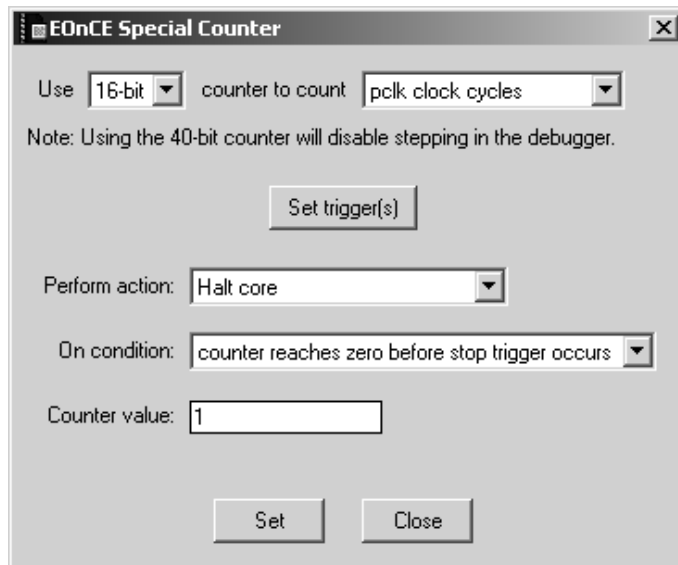 EOnCE Special Counter
Use 16-bit counter to count pclk clock cycles
Note: Using the 40-bit counter will disable stepping in the debugger.
Set trigger(s)
Perform action: Halt core
On condition: counter reaches zero before stop trigger occurs
Counter value: 1
Set Close